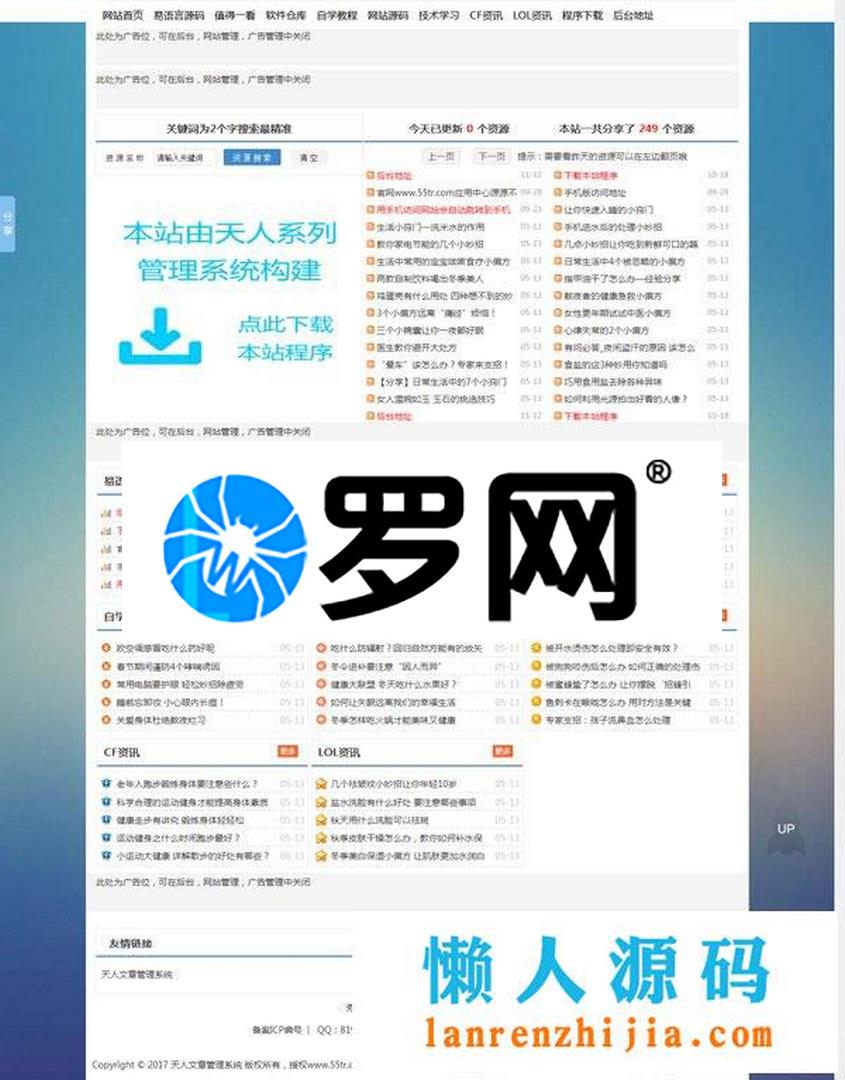 网站首页 易语言源码 值得一看 软件仓库 自学教程 网站源码 技术学习 CF资讯 LOL资讯 程序下载 后台地址
此处为广告位，可在后台，网站管理，广告管理中关闭
此处为广告位，可在后台，网站管理，广告管理中关闭
关键词为2个字搜索最精准
今天已更新 0 个资源 本站一共分享了 249 个资源
资源名称 请输入关键词 资源搜索 清空
上一页 下一页 提示：需要看昨天的资源可以在左边翻页哦
分享
本站由天人系列
管理系统构建
点此下载
本站程序
后台地址 11-12
官网www.55tr.com应用中心源源不 09-28
用手机访问网站会自动跳转到手机 09-23
生活小窍门—洗米水的作用 05-13
教你家电节能的几个小妙招 05-13
生活中常用的宝宝咳嗽食疗小偏方 05-13
两款自制饮料喝出冬季美人 05-13
鸡蛋壳有什么用处 四种想不到的妙 05-13
3个小偏方远离“痛经”烦恼！ 05-13
三个小锦囊让你一夜都好眠 05-13
医生教你避开大处方 05-13
“晕车”该怎么办？专家来支招！ 05-13
【分享】日常生活中的7个小窍门 05-13
女人温婉如玉 玉石的挑选技巧 05-13
后台地址 11-12
下载本站程序 10-18
手机版访问地址 09-28
让你快速入睡的小窍门 05-13
手机进水后的处理小妙招 05-13
几点小妙招让你吃到新鲜可口的蔬 05-13
日常生活中4个被忽略的小偏方 05-13
指甲油干了怎么办—经验分享 05-13
熬夜者的健康急救小偏方 05-13
女性更年期试试中医小偏方 05-13
心律失常的2个小偏方 05-13
有问必答_夜间盗汗的原因 该怎么 05-13
食盐的这3种妙用你知道吗 05-13
巧用食用盐去除各种异味 05-13
如何利用光源拍出好看的人像？ 05-13
下载本站程序 10-18
此处为广告位，可在后台，网站管理，广告管理中关闭
罗网®
自学
欧空福感冒吃什么药好呢 05-13
春节期间谨防4个哮喘诱因 05-13
常用电脑要护眼 轻松妙招除疲劳 05-13
睡前忘卸妆 小心眼内长痘！ 05-13
关爱身体杜绝熬夜烂习 05-13
吃什么防辐射？回归自然方能有的放矢 05-13
冬令进补要注意“因人而异” 05-13
健康大联盟 冬天吃什么水果好？ 05-13
如何让失眠远离我们的幸福生活 05-13
冬季怎样吃火锅才能美味又健康 05-13
被开水烫伤怎么处理即安全有效？ 05-13
被狗狗咬伤后怎么办 如何正确的处理伤 05-13
被蜜蜂蛰了怎么办 让你摆脱‘招蜂引 05-13
鱼刺卡在喉咙怎么办 用对方法是关键 05-13
专家支招：孩子流鼻血怎么处理 05-13
CF资讯 更多 LOL资讯 更多
老年人跑步锻炼身体要注意些什么？ 05-13
科学合理的运动健身才能提高身体素质 05-13
健康走步有讲究 锻炼身体轻轻松 05-13
运动健身之什么时间跑步最好？ 05-13
小运动大健康 详解散步的好处有哪些？ 05-13
几个祛皱纹小妙招让你年轻10岁 05-13
盐水洗脸有什么好处 要注意哪些事项 05-13
秋天用什么洗脸可以祛斑 05-13
秋季皮肤干燥怎么办，教你如何补水保 05-13
冬季美白保湿小偏方 让肌肤更加水润白 05-13
UP
此处为广告位，可在后台，网站管理，广告管理中关闭
友情链接
天人文章管理系统
备案ICP编号 | QQ：819
Copyright © 2017 天人文章管理系统 版权所有，授权www.55tr.c
懒人源码
lanrenzhijia.com